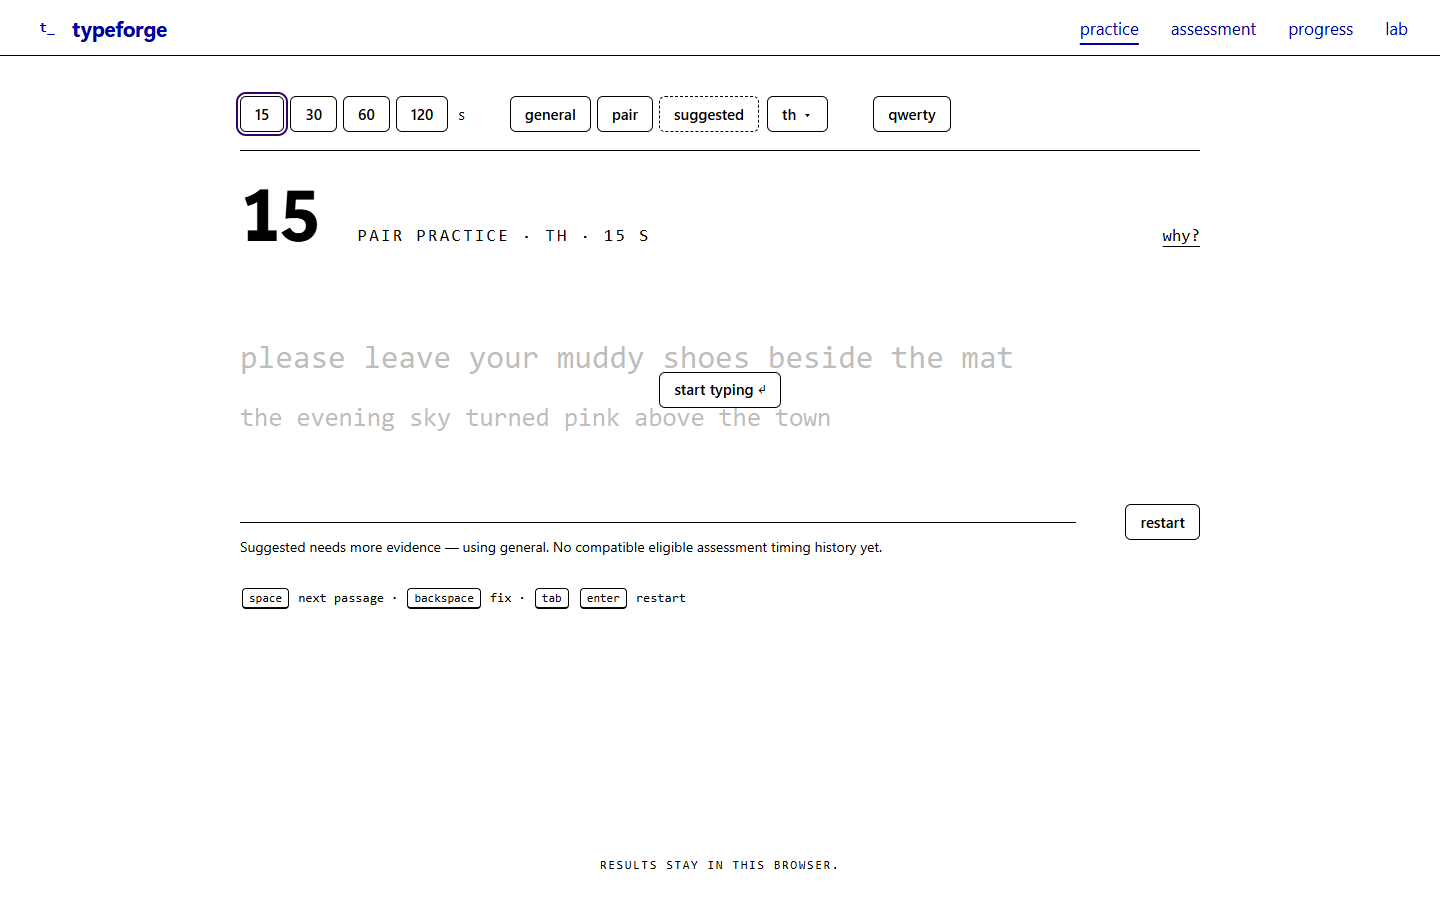 t_ typeforge practice assessment progress lab
15 30 60 120 s general pair suggested th ▾ qwerty
15 PAIR PRACTICE · TH · 15 S why?
please leave your muddy shoes beside the mat
start typing ↲
the evening sky turned pink above the town
restart
Suggested needs more evidence — using general. No compatible eligible assessment timing history yet.
space next passage · backspace fix · tab enter restart
RESULTS STAY IN THIS BROWSER.